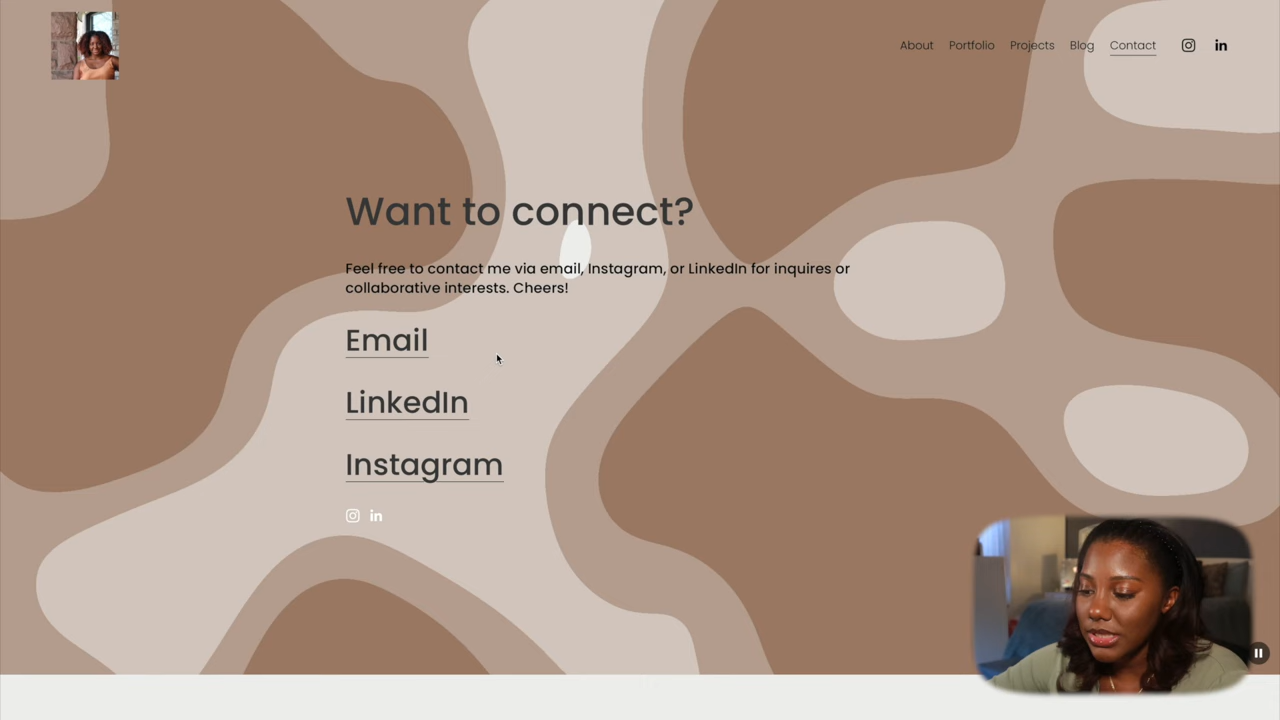 About Portfolio Projects Blog Contact
Want to connect?
Feel free to contact me via email, Instagram, or LinkedIn for inquires or
collaborative interests. Cheers!
Email
LinkedIn
Instagram